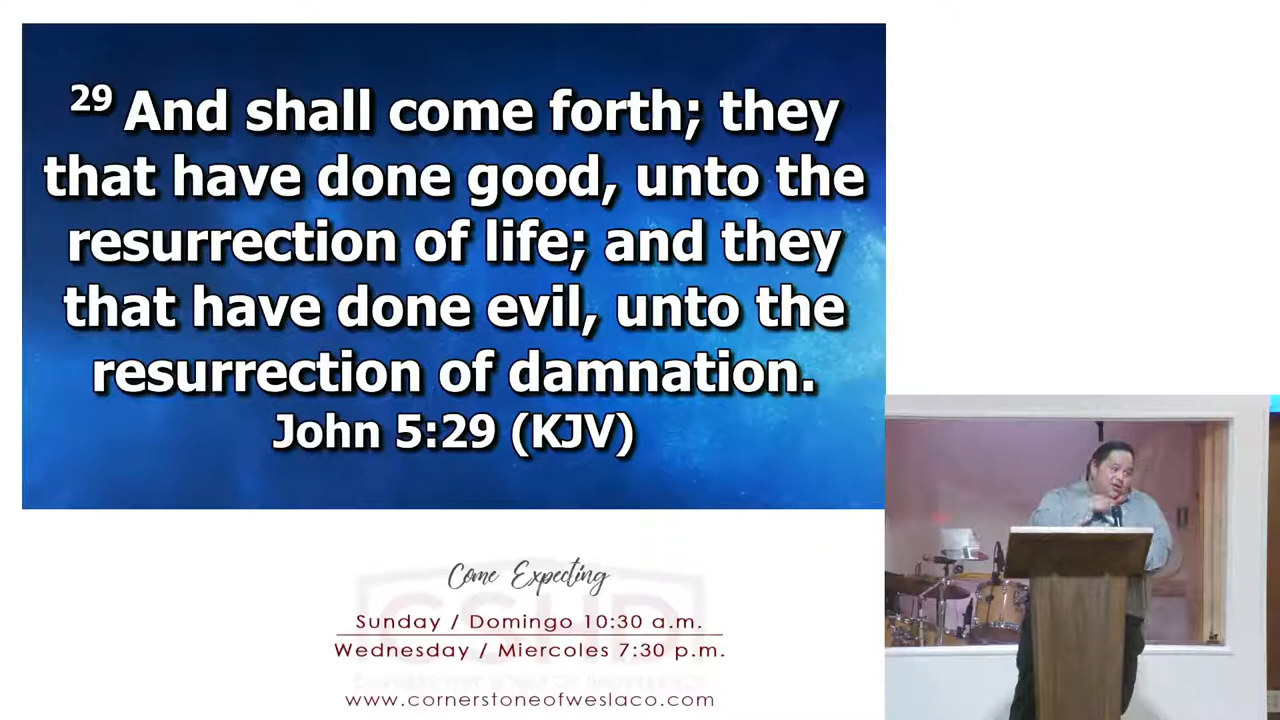 29 And shall come forth; they
that have done good, unto the
resurrection of life; and they
that have done evil, unto the
resurrection of damnation.
John 5:29 (KJV)
Come Expecting
Sunday / Domingo 10:30 a.m.
Wednesday / Miercoles 7:30 p.m.
www.cornerstoneofweslaco.com